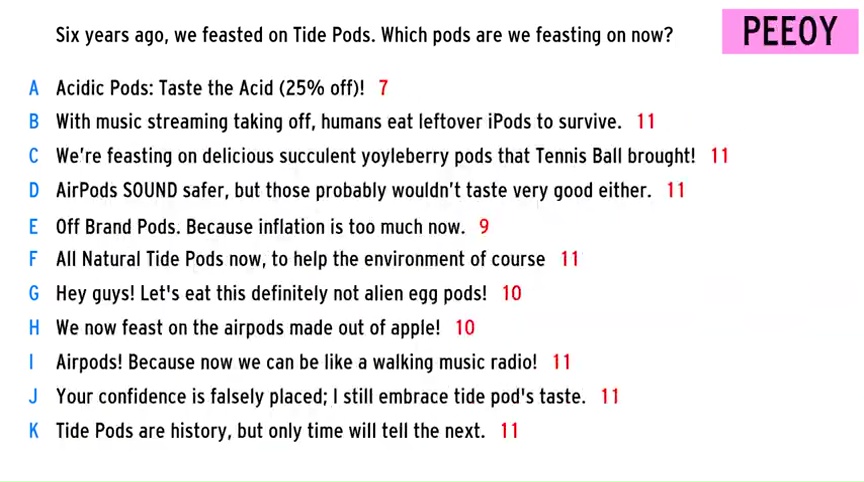 Six years ago, we feasted on Tide Pods. Which pods are we feasting on now?
PEEOY
A Acidic Pods: Taste the Acid (25% off)! 7
B With music streaming taking off, humans eat leftover iPods to survive. 11
C We're feasting on delicious succulent yoyleberry pods that Tennis Ball brought! 11
D AirPods SOUND safer, but those probably wouldn't taste very good either. 11
E Off Brand Pods. Because inflation is too much now. 9
F All Natural Tide Pods now, to help the environment of course 11
G Hey guys! Let's eat this definitely not alien egg pods! 10
H We now feast on the airpods made out of apple! 10
I Airpods! Because now we can be like a walking music radio! 11
J Your confidence is falsely placed; I still embrace tide pod's taste. 11
K Tide Pods are history, but only time will tell the next. 11